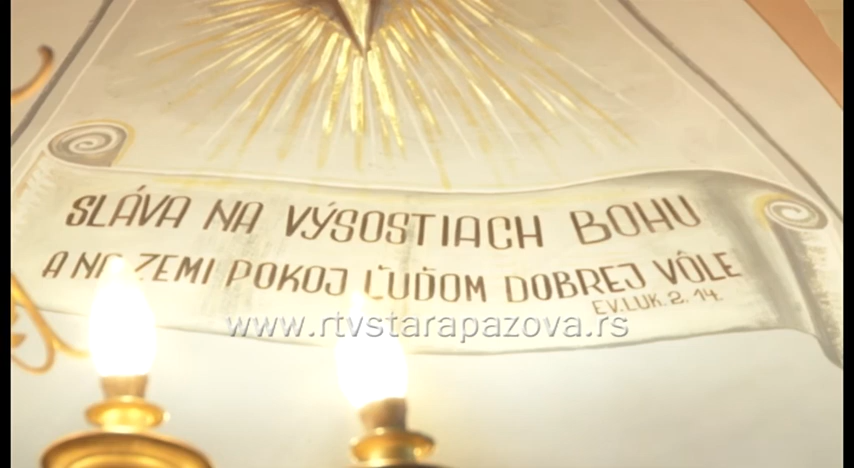 SLÁVA NA VÝSOSTIACH BOHU
A NA ZEMI POKOJ ĽUĎOM DOBREJ VÔLE
EV. LUK. 2. 14.
www.rtvstarapazova.rs